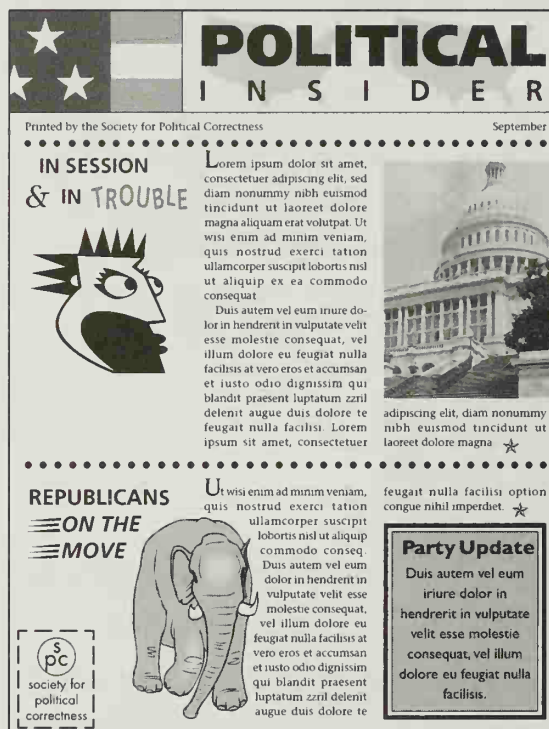 POLITICAL
INSIDER
Printed by the Society for Political Correctness
September
IN SESSION
& IN TROUBLE
Lorem ipsum dolor sit amet,
consectetuer adipiscing elit, sed
diam nonummy nibh euismod
tincidunt ut laoreet dolore
magna aliquam erat volutpat. Ut
wisi enim ad minim veniam,
quis nostrud exerci tation
ullamcorper suscipit lobortis nisl
ut aliquip ex ea commodo
consequat
Duis autem vel eum iriure do-
lor in hendrerit in vulputate velit
esse molestie consequat, vel
illum dolore eu feugiat nulla
facilisis at vero eros et accumsan
et iusto odio dignissim qui
blandit praesent luptatum zzril
delenit augue duis dolore te
feugait nulla facilisi. Lorem
ipsum sit amet, consectetuer
adipiscing elit, diam nonummy
nibh euismod tincidunt ut
laoreet dolore magna
REPUBLICANS
ON THE
MOVE
Ut wisi enim ad minim veniam,
quis nostrud exerci tation
ullamcorper suscipit
lobortis nisl ut aliquip
commodo conseq.
Duis autem vel eum
dolor in hendrerit in
vulputate velit esse
molestie consequat,
vel illum dolore eu
feugiat nulla facilisis at
vero eros et accumsan
et iusto odio dignissim
qui blandit praesent
luptatum zzril delenit
augue duis dolore te
feugait nulla facilisi option
congue nihil imperdiet.
Party Update
Duis autem vel eum
iriure dolor in
hendrerit in vulputate
velit esse molestie
consequat, vel illum
dolore eu feugiat nulla
facilisis.
s
pc
society for
political
correctness